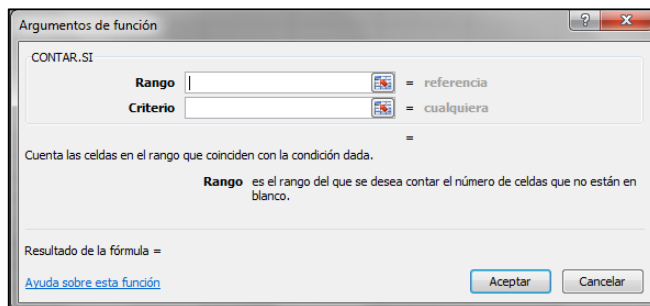 Argumentos de función
CONTAR.SI
Rango = referencia
Criterio = cualquiera
=
Cuenta las celdas en el rango que coinciden con la condición dada.
Rango es el rango del que se desea contar el número de celdas que no están en
blanco.
Resultado de la fórmula =
Ayuda sobre esta función
Aceptar Cancelar